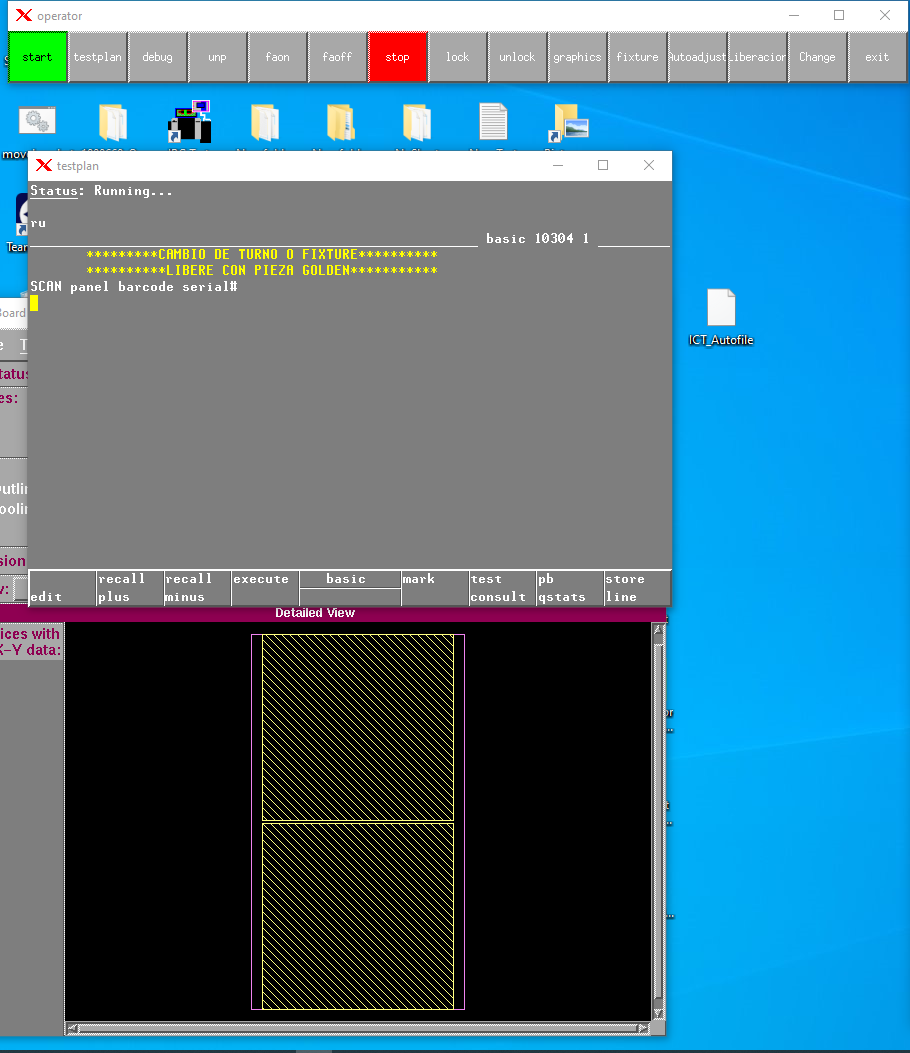 operator
start testplan debug unp faon faoff stop lock unlock graphics fixture Autoadjust Liberacion Change exit
testplan
Status: Running...
ru
basic 10304 1
*********CAMBIO DE TURNO O FIXTURE**********
**********LIBERE CON PIEZA GOLDEN***********
SCAN panel barcode serial#
ICT_Autofile
edit
recall plus
recall minus
execute
basic
mark
test consult
pb qstats
store line
Detailed View
ices with
X-Y data: